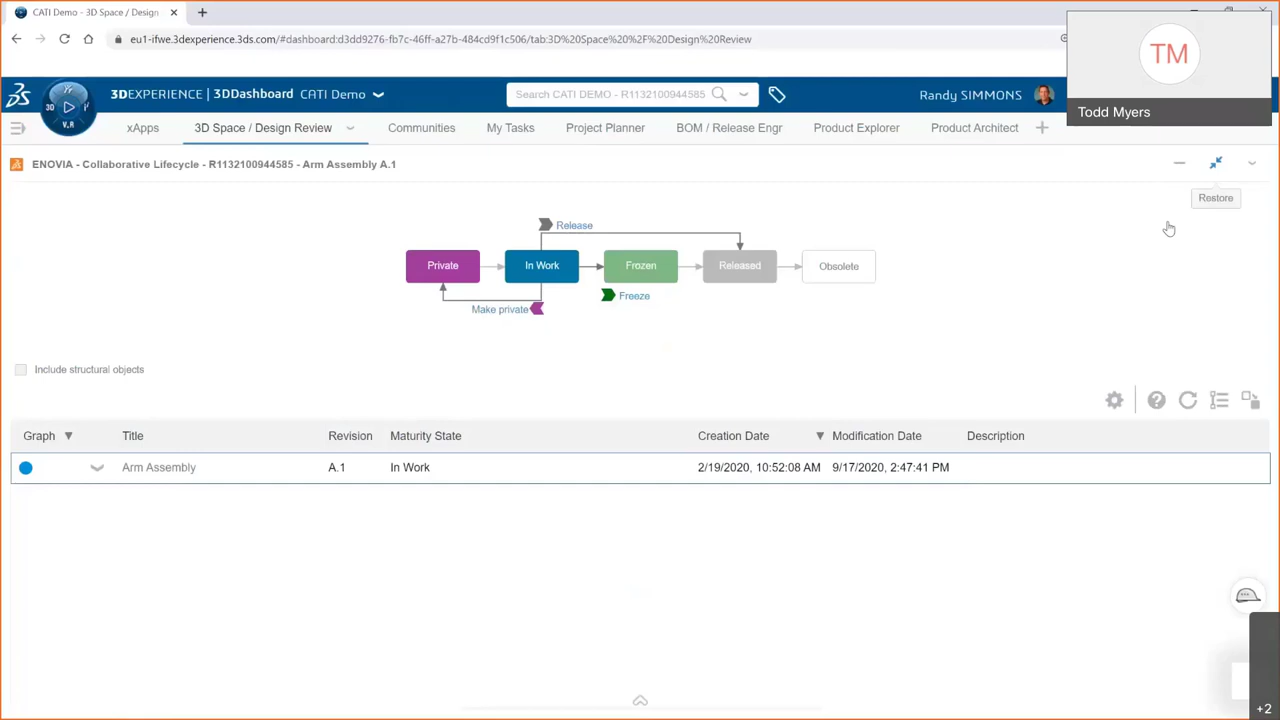 CATI Demo - 3D Space / Design
eu1-ifwe.3dexperience.3ds.com/#dashboard:d3dd9276-fb7c-46ff-a27b-484cd9f1c506/tab:3D%20Space%20%2F%20Design%20Review
TM
Todd Myers
3DEXPERIENCE | 3DDashboard CATI Demo
Search CATI DEMO - R1132100944585
Randy SIMMONS
3D
V.R
xApps
3D Space / Design Review
Communities
My Tasks
Project Planner
BOM / Release Engr
Product Explorer
Product Architect
ENOVIA - Collaborative Lifecycle - R1132100944585 - Arm Assembly A.1
Restore
Release
Private
In Work
Frozen
Released
Obsolete
Freeze
Make private
Include structural objects
Graph Title Revision Maturity State Creation Date Modification Date Description
Arm Assembly A.1 In Work 2/19/2020, 10:52:08 AM 9/17/2020, 2:47:41 PM
+2